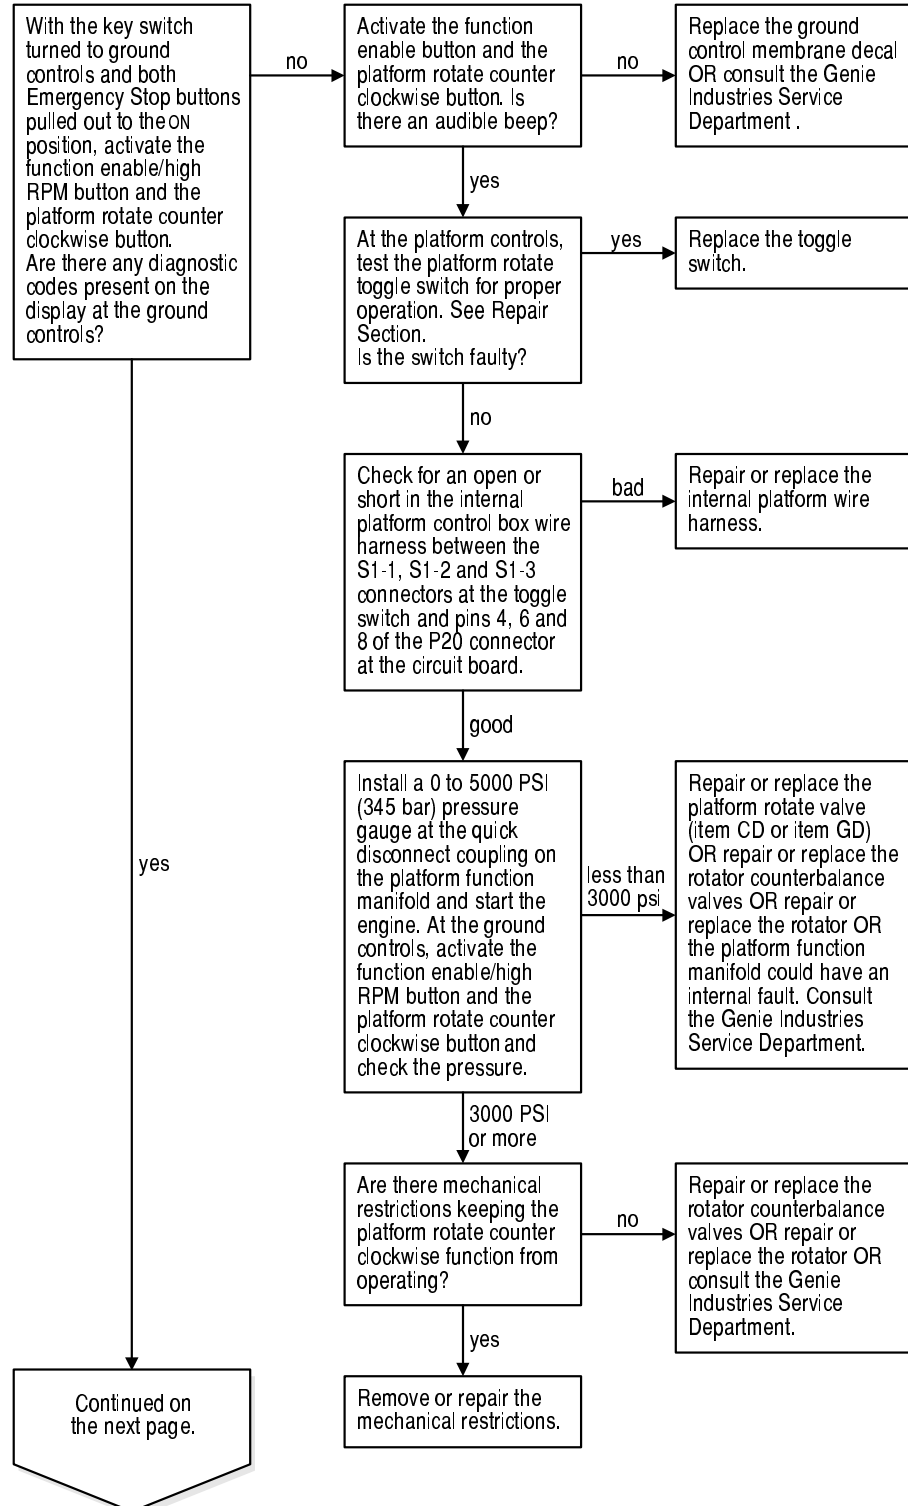 With the key switch
turned to ground
controls and both
Emergency Stop buttons
pulled out to the ON
position, activate the
function enable/high
RPM button and the
platform rotate counter
clockwise button.
Are there any diagnostic
codes present on the
display at the ground
controls?
no
Activate the function
enable button and the
platform rotate counter
clockwise button. Is
there an audible beep?
no
Replace the ground
control membrane decal
OR consult the Genie
Industries Service
Department .
yes
At the platform controls,
test the platform rotate
toggle switch for proper
operation. See Repair
Section.
Is the switch faulty?
yes
Replace the toggle
switch.
no
Check for an open or
short in the internal
platform control box wire
harness between the
S1-1, S1-2 and S1-3
connectors at the toggle
switch and pins 4, 6 and
8 of the P20 connector
at the circuit board.
bad
Repair or replace the
internal platform wire
harness.
good
Install a 0 to 5000 PSI
(345 bar) pressure
gauge at the quick
disconnect coupling on
the platform function
manifold and start the
engine. At the ground
controls, activate the
function enable/high
RPM button and the
platform rotate counter
clockwise button and
check the pressure.
less than
3000 psi
Repair or replace the
platform rotate valve
(item CD or item GD)
OR repair or replace the
rotator counterbalance
valves OR repair or
replace the rotator OR
the platform function
manifold could have an
internal fault. Consult
the Genie Industries
Service Department.
3000 PSI
or more
Are there mechanical
restrictions keeping the
platform rotate counter
clockwise function from
operating?
no
Repair or replace the
rotator counterbalance
valves OR repair or
replace the rotator OR
consult the Genie
Industries Service
Department.
yes
Remove or repair the
mechanical restrictions.
yes
Continued on
the next page.